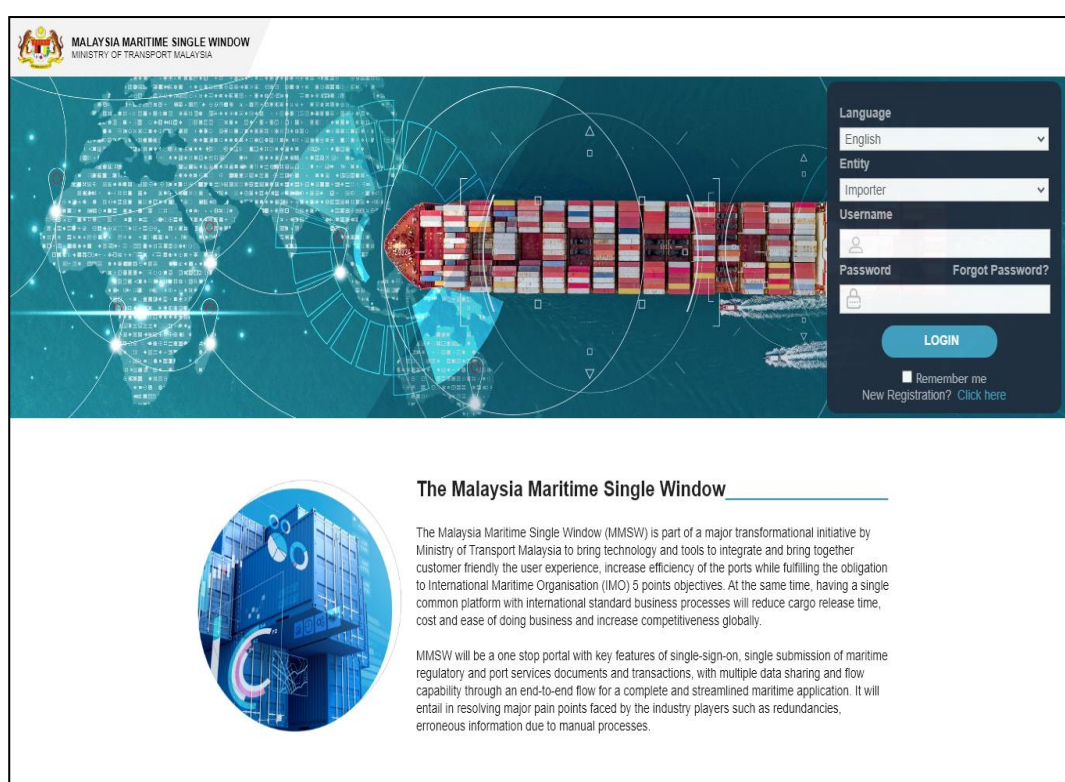 MALAYSIA MARITIME SINGLE WINDOW
MINISTRY OF TRANSPORT MALAYSIA
Language
English
Entity
Importer
Username
Password Forgot Password?
LOGIN
Remember me
New Registration? Click here
The Malaysia Maritime Single Window
The Malaysia Maritime Single Window (MMSW) is part of a major transformational initiative by
Ministry of Transport Malaysia to bring technology and tools to integrate and bring together
customer friendly the user experience, increase efficiency of the ports while fulfilling the obligation
to International Maritime Organisation (IMO) 5 points objectives. At the same time, having a single
common platform with international standard business processes will reduce cargo release time,
cost and ease of doing business and increase competitiveness globally.
MMSW will be a one stop portal with key features of single-sign-on, single submission of maritime
regulatory and port services documents and transactions, with multiple data sharing and flow
capability through an end-to-end flow for a complete and streamlined maritime application. It will
entail in resolving major pain points faced by the industry players such as redundancies,
erroneous information due to manual processes.